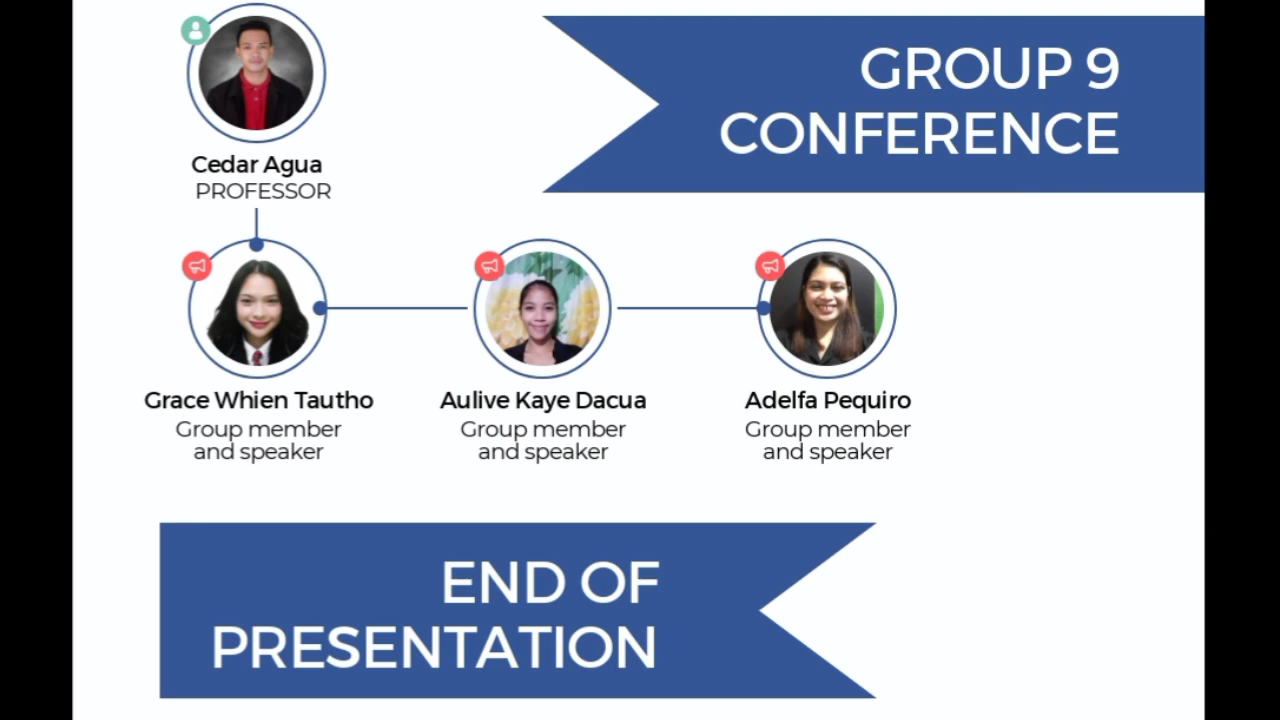 GROUP 9
CONFERENCE
Cedar Agua
PROFESSOR
Grace Whien Tautho
Group member
and speaker
Aulive Kaye Dacua
Group member
and speaker
Adelfa Pequiro
Group member
and speaker
END OF
PRESENTATION